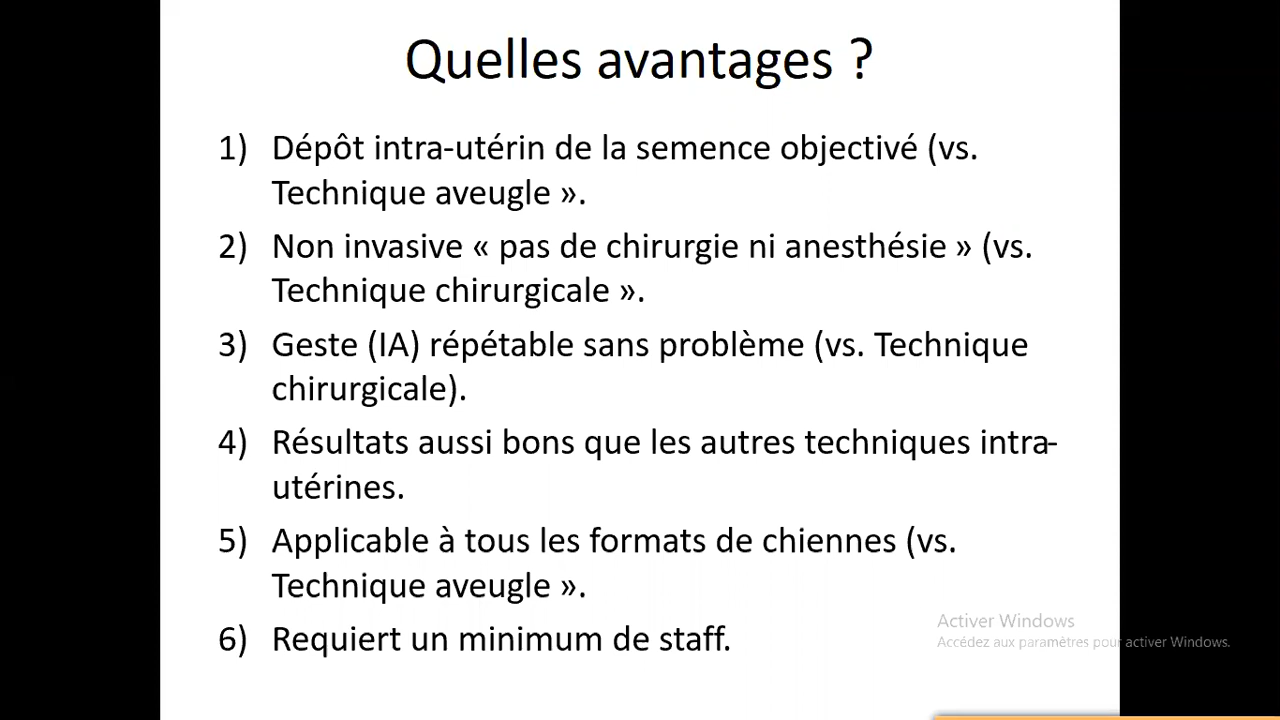 Quelles avantages ?
1) Dépôt intra-utérin de la semence objectivé (vs.
Technique aveugle ».
2) Non invasive « pas de chirurgie ni anesthésie » (vs.
Technique chirurgicale ».
3) Geste (IA) répétable sans problème (vs. Technique
chirurgicale).
4) Résultats aussi bons que les autres techniques intra-
utérines.
5) Applicable à tous les formats de chiennes (vs.
Technique aveugle ».
6) Requiert un minimum de staff.
Activer Windows
Accédez aux paramètres pour activer Windows.